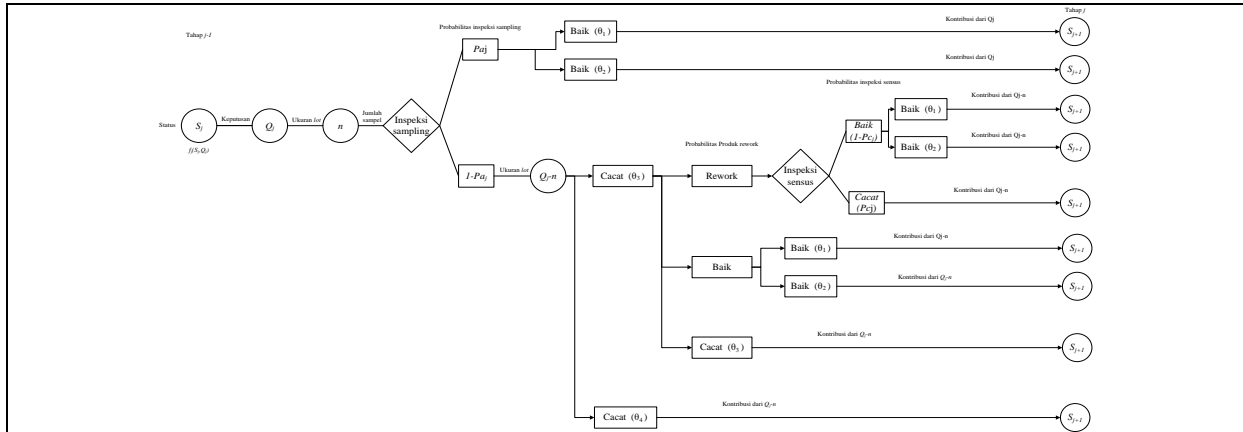 Tahap j-1
Probabilitas inspeksi sampling
Kontribusi dari Qj
Tahap j
Paj
Baik (θ1)
Sj+1
Kontribusi dari Qj
Baik (θ2)
Sj+1
Status
Sj
fj(Sj,Qj)
Keputusan
Qj
Ukuran lot
n
Jumlah
sampel
Inspeksi
sampling
Probabilitas inspeksi sensus
Kontribusi dari Qj-n
Baik (θ1)
Sj+1
Baik
(1-Pcj)
Kontribusi dari Qj-n
Baik (θ2)
Sj+1
Probabilitas Produk rework
1-Paj
Ukuran lot
Qj-n
Cacat (θ3)
Rework
Inspeksi
sensus
Cacat
(Pcj)
Kontribusi dari Qj-n
Sj+1
Kontribusi dari Qj-n
Baik
Baik (θ1)
Sj+1
Kontribusi dari Qj-n
Baik (θ2)
Sj+1
Kontribusi dari Qj-n
Sj+1
Kontribusi dari Qj-n
Cacat (θ4)
Sj+1